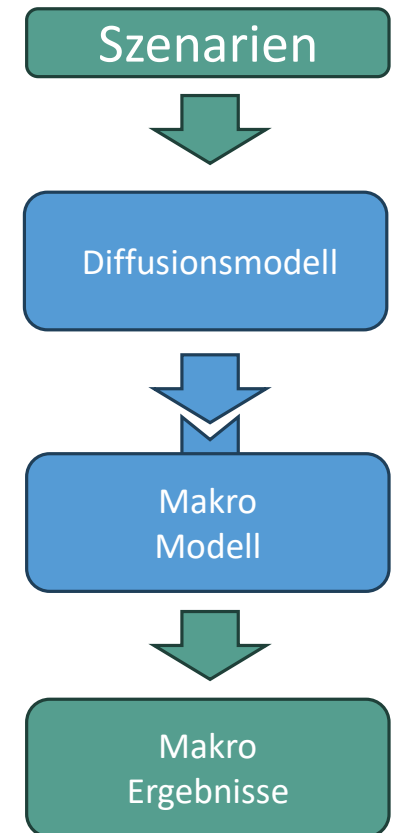 Szenarien
Diffusionsmodell
Makro
Modell
Makro
Ergebnisse